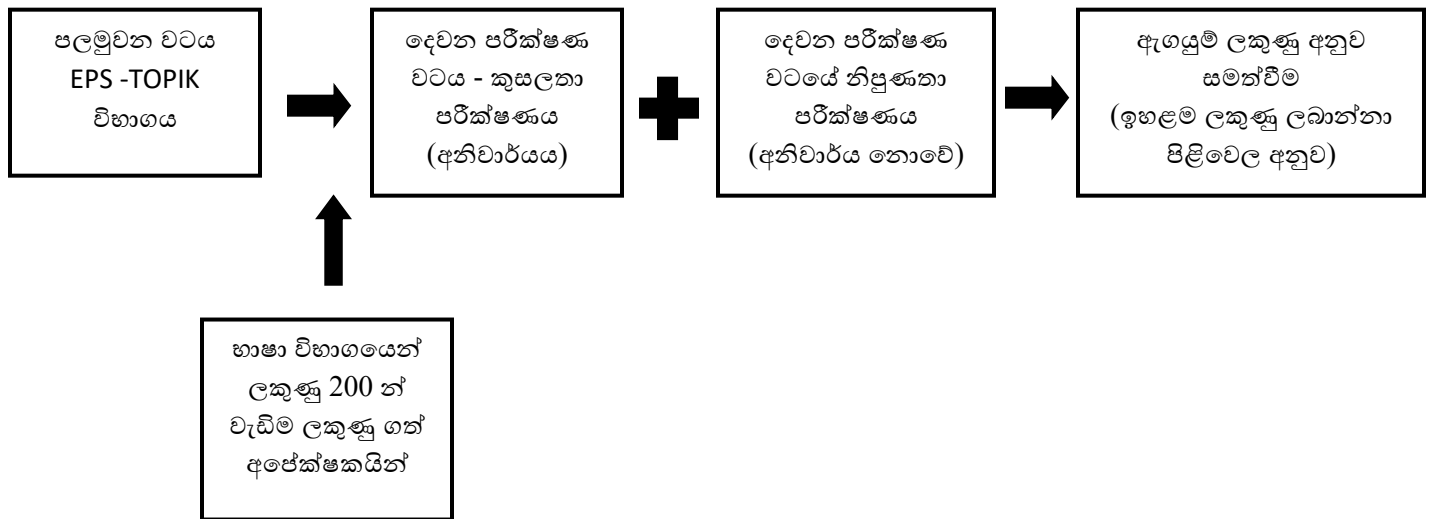 පලමුවන වටය
EPS -TOPIK
විභාගය
දෙවන පරීක්ෂණ
වටය - කුසලතා
පරීක්ෂණය
(අනිවාර්යය)
දෙවන පරීක්ෂණ
වටයේ නිපුණතා
පරීක්ෂණය
(අනිවාර්ය නොවේ)
ඇගයුම් ලකුණු අනුව
සමත්වීම
(ඉහළම ලකුණු ලබාන්නා
පිළිවෙල අනුව)
භාෂා විභාගයෙන්
ලකුණු 200 න්
වැඩිම ලකුණු ගත්
අපේක්ෂකයින්